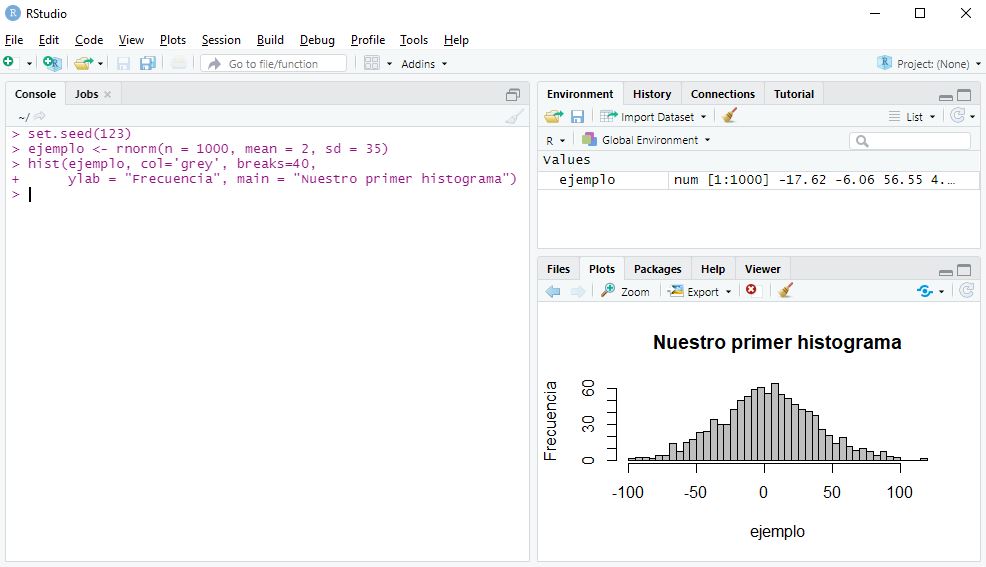 RStudio
File Edit Code View Plots Session Build Debug Profile Tools Help
Go to file/function Addins Project: (None)
Console Jobs
~/
> set.seed(123)
> ejemplo <- rnorm(n = 1000, mean = 2, sd = 35)
> hist(ejemplo, col='grey', breaks=40,
+ ylab = "Frecuencia", main = "Nuestro primer histograma")
>
Environment History Connections Tutorial
Import Dataset List
R Global Environment
values
ejemplo num [1:1000] -17.62 -6.06 56.55 4.…
Files Plots Packages Help Viewer
Zoom Export
Nuestro primer histograma
Frecuencia
60
30
0
-100 -50 0 50 100
ejemplo